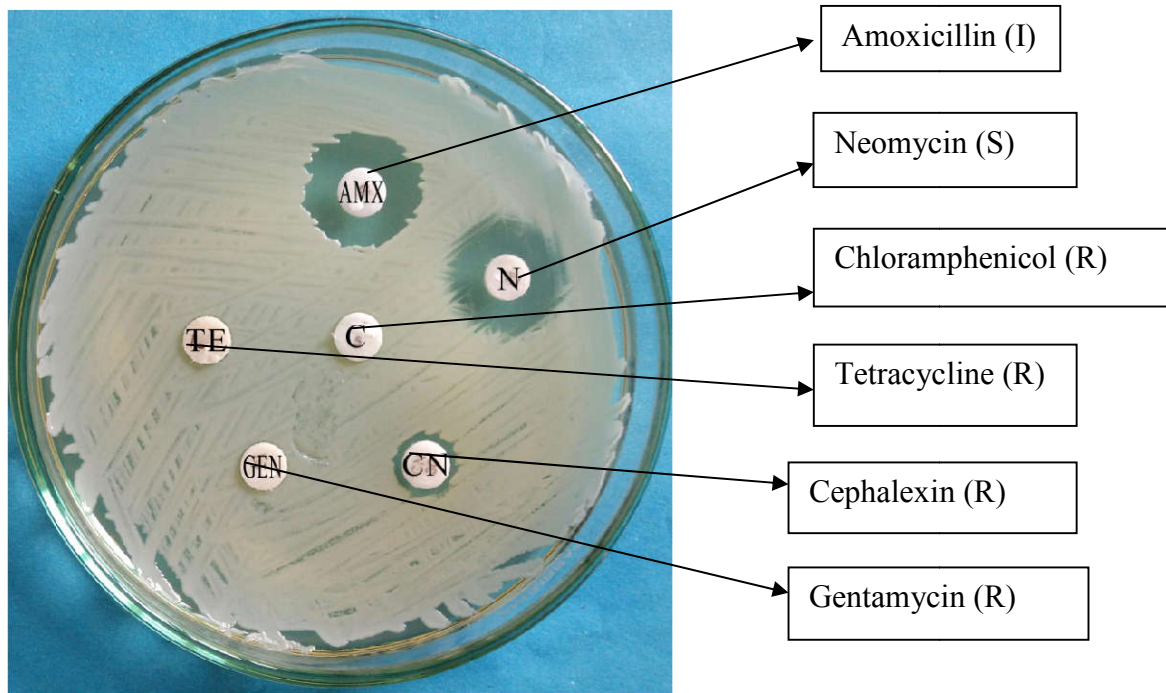 Amoxicillin (I)
Neomycin (S)
Chloramphenicol (R)
Tetracycline (R)
Cephalexin (R)
Gentamycin (R)
AMX
N
C
TE
CN
GEN